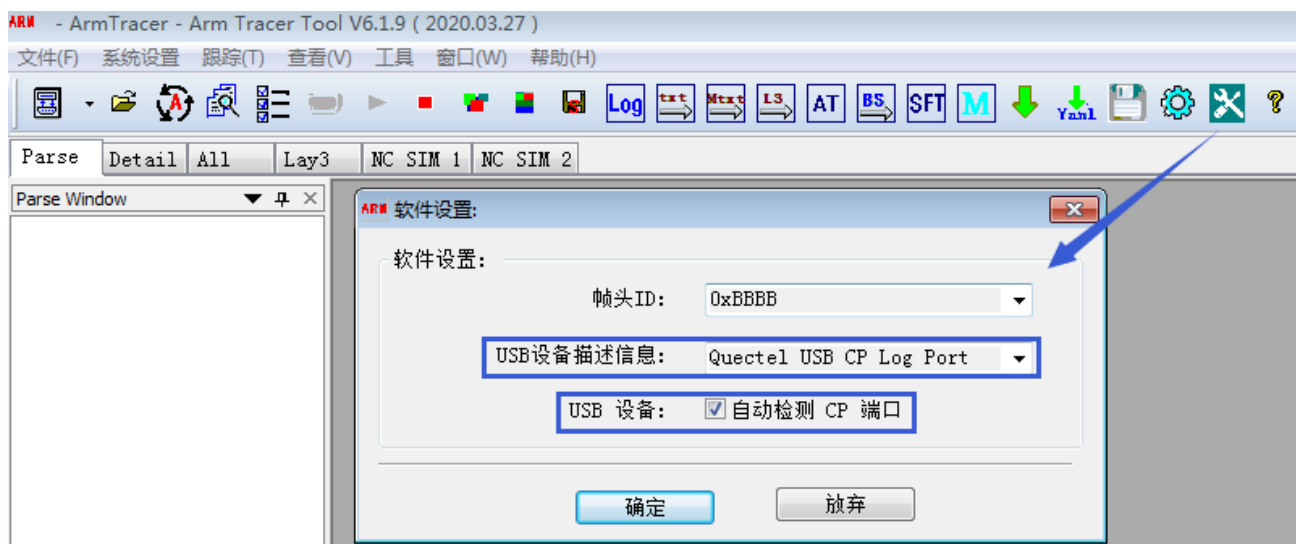 ARM - ArmTracer - Arm Tracer Tool V6.1.9 ( 2020.03.27 )
文件(F) 系统设置 跟踪(T) 查看(V) 工具 窗口(W) 帮助(H)
A Log txt Mtxt LS AT BS SFT M Yanl ?
Parse Detail All Lay3 NC SIM 1 NC SIM 2
Parse Window
ARM 软件设置:
软件设置:
帧头ID: 0xBBBB
USB设备描述信息: Quectel USB CP Log Port
USB 设备: 自动检测 CP 端口
确定 放弃